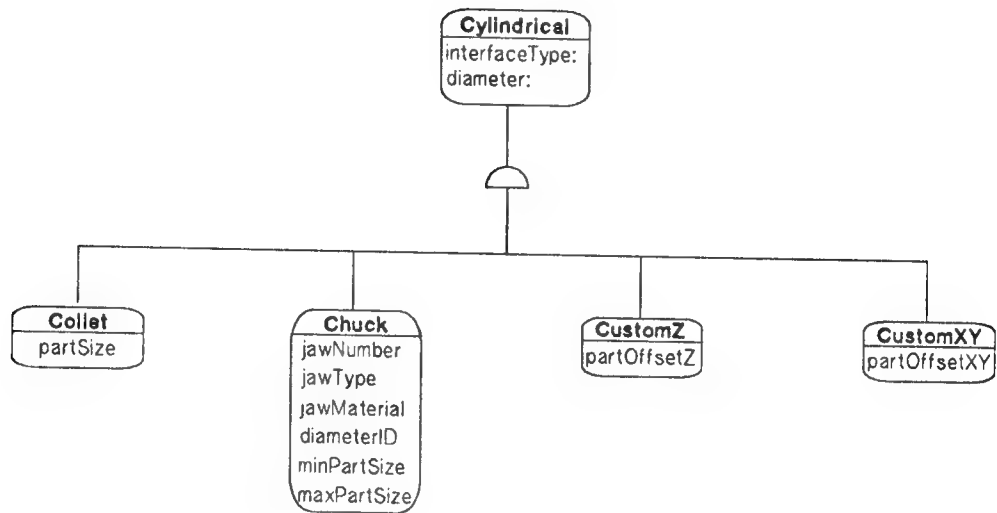 Cylindrical
interfaceType:
diameter:
Collet
partSize
Chuck
jawNumber
jawType
jawMaterial
diameterID
minPartSize
maxPartSize
CustomZ
partOffsetZ
CustomXY
partOffsetXY